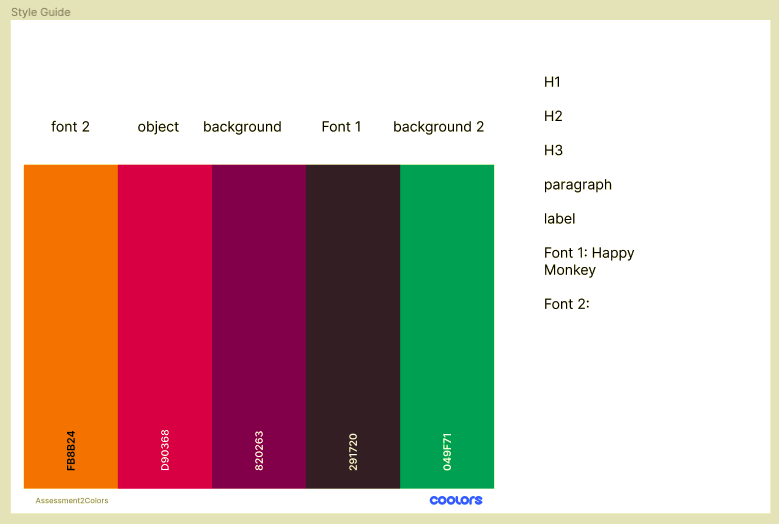 Style Guide
font 2
object
background
Font 1
background 2
FB8B24
D90368
820263
291720
049F71
Assessment2Colors
coolors
H1
H2
H3
paragraph
label
Font 1: Happy
Monkey
Font 2: